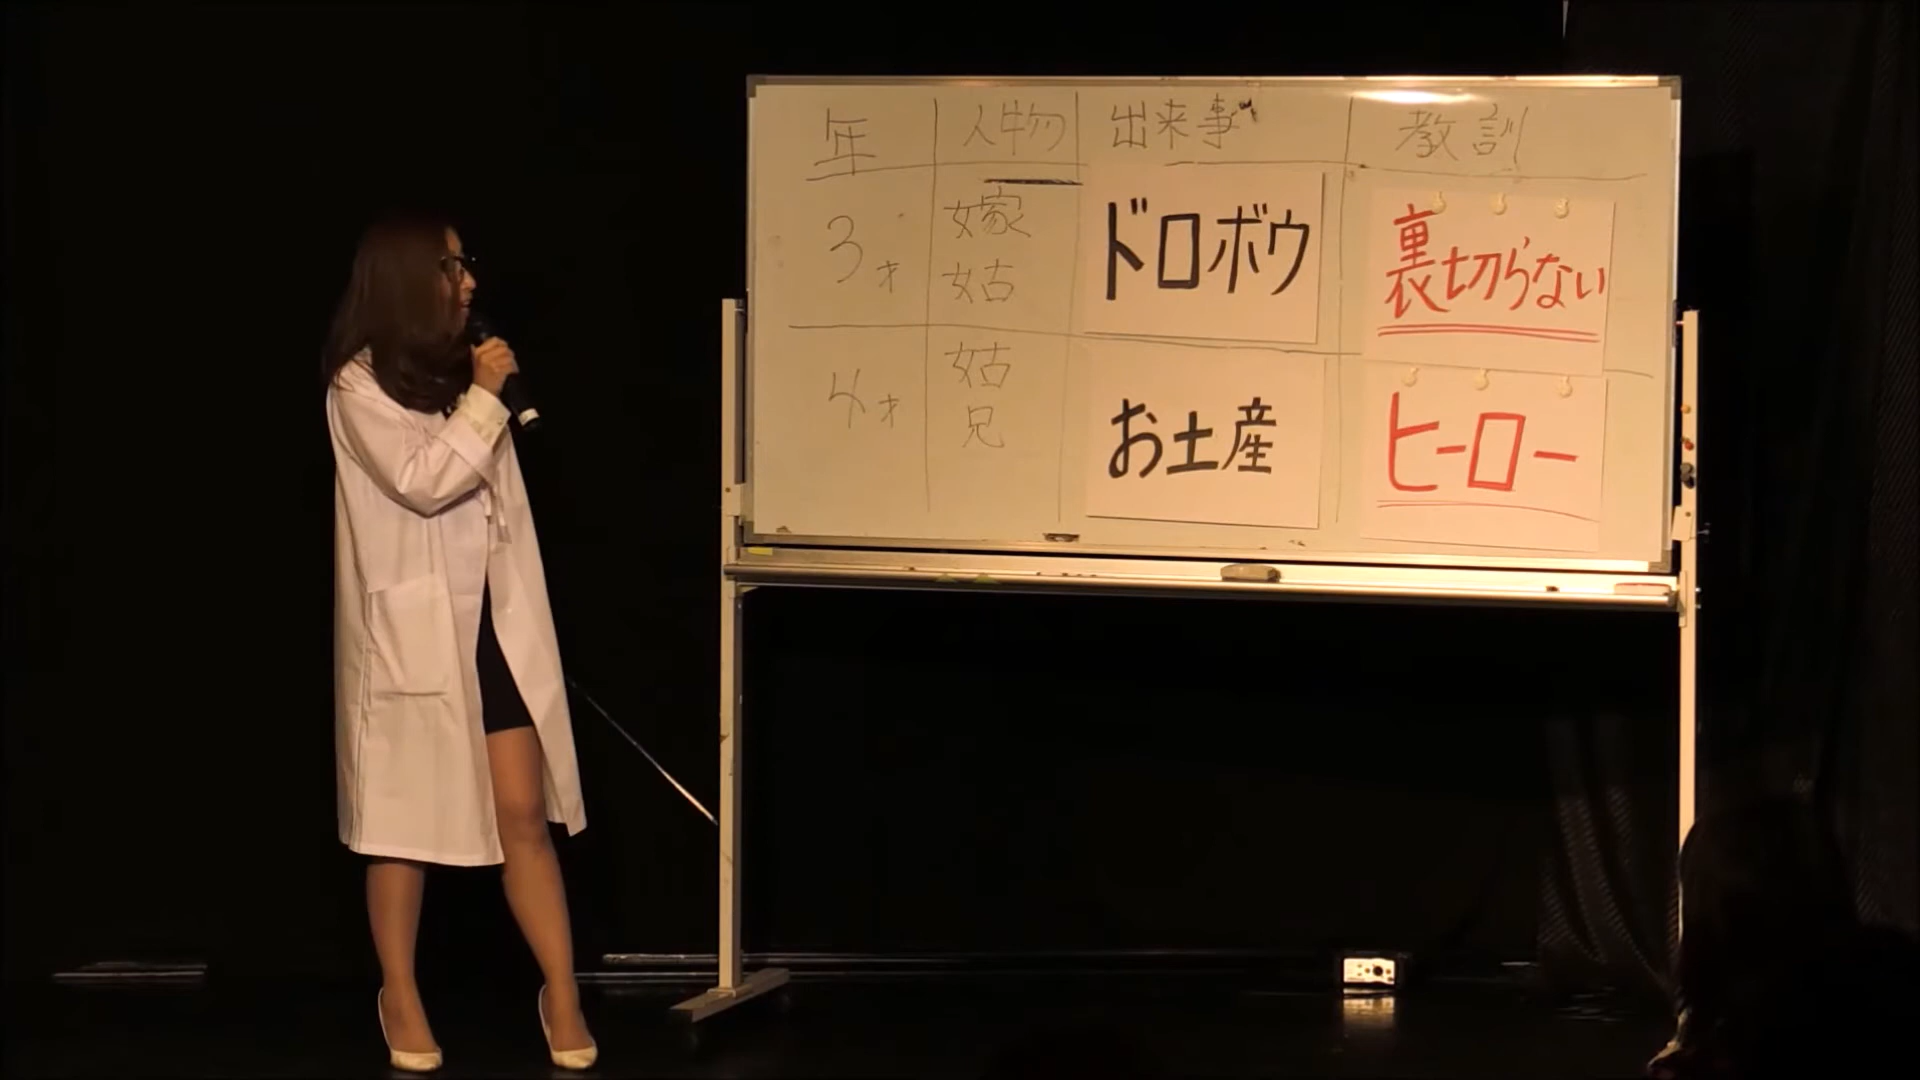 年 人物 出来事 教訓
3才 嫁 ドロボウ 裏切らない
姑
4才 姑 お土産 ヒーロー
兄